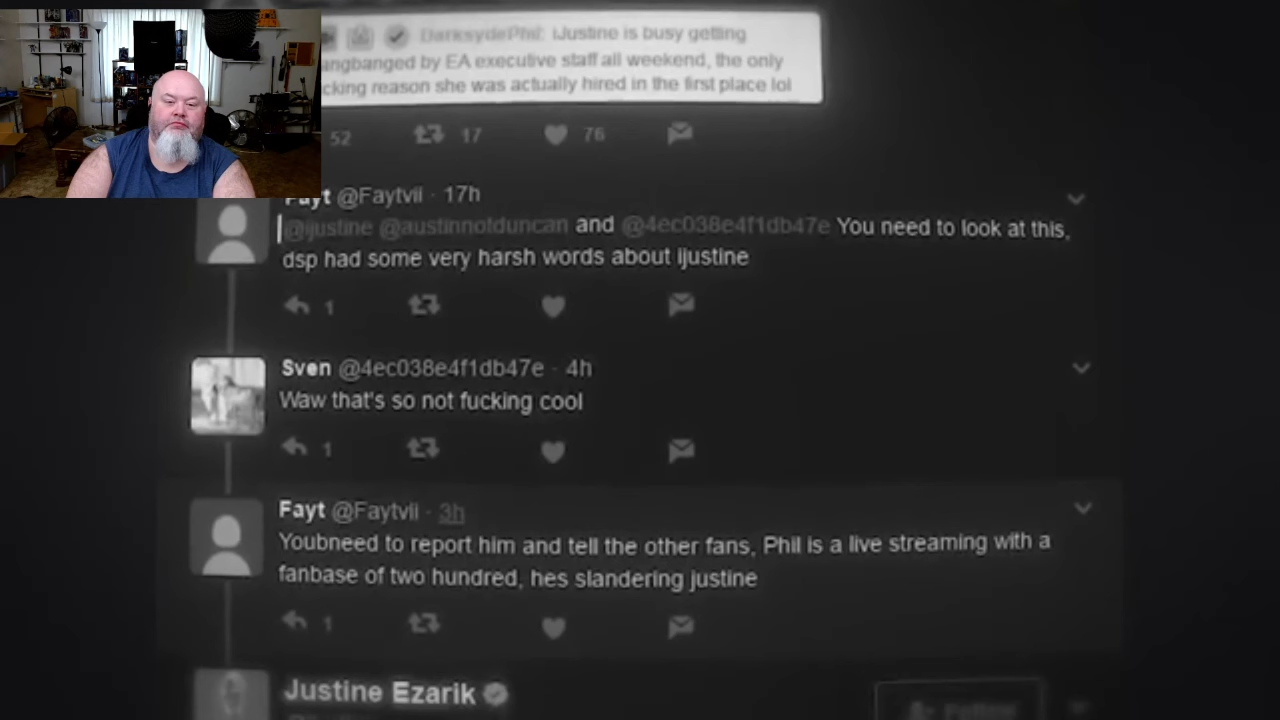 DarksydePhil: iJustine is busy getting
angbanged by EA executive staff all weekend, the only
cking reason she was actually hired in the first place lol
52 17 76
Fayt @Faytvii · 17h
@ijustine @austinnotduncan and @4ec038e4f1db47e You need to look at this,
dsp had some very harsh words about ijustine
1
Sven @4ec038e4f1db47e · 4h
Waw that's so not fucking cool
1
Fayt @Faytvii · 3h
Youbneed to report him and tell the other fans, Phil is a live streaming with a
fanbase of two hundred, hes slandering justine
1
Justine Ezarik